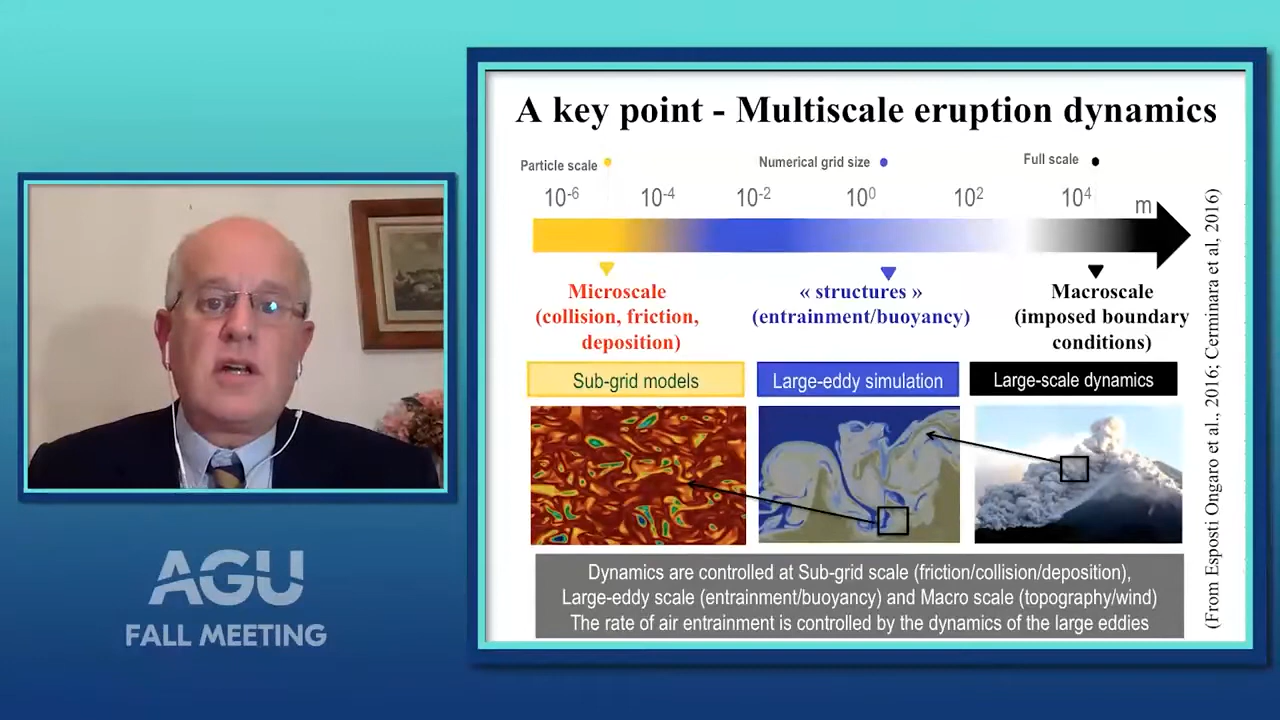 A key point - Multiscale eruption dynamics
Particle scale
Numerical grid size
Full scale
10-6 10-4 10-2 100 102 104 m
Microscale
(collision, friction,
deposition)
« structures »
(entrainment/buoyancy)
Macroscale
(imposed boundary
conditions)
Sub-grid models
Large-eddy simulation
Large-scale dynamics
Dynamics are controlled at Sub-grid scale (friction/collision/deposition),
Large-eddy scale (entrainment/buoyancy) and Macro scale (topography/wind)
The rate of air entrainment is controlled by the dynamics of the large eddies
(From Esposti Ongaro et al., 2016; Cerminara et al, 2016)
AGU
FALL MEETING